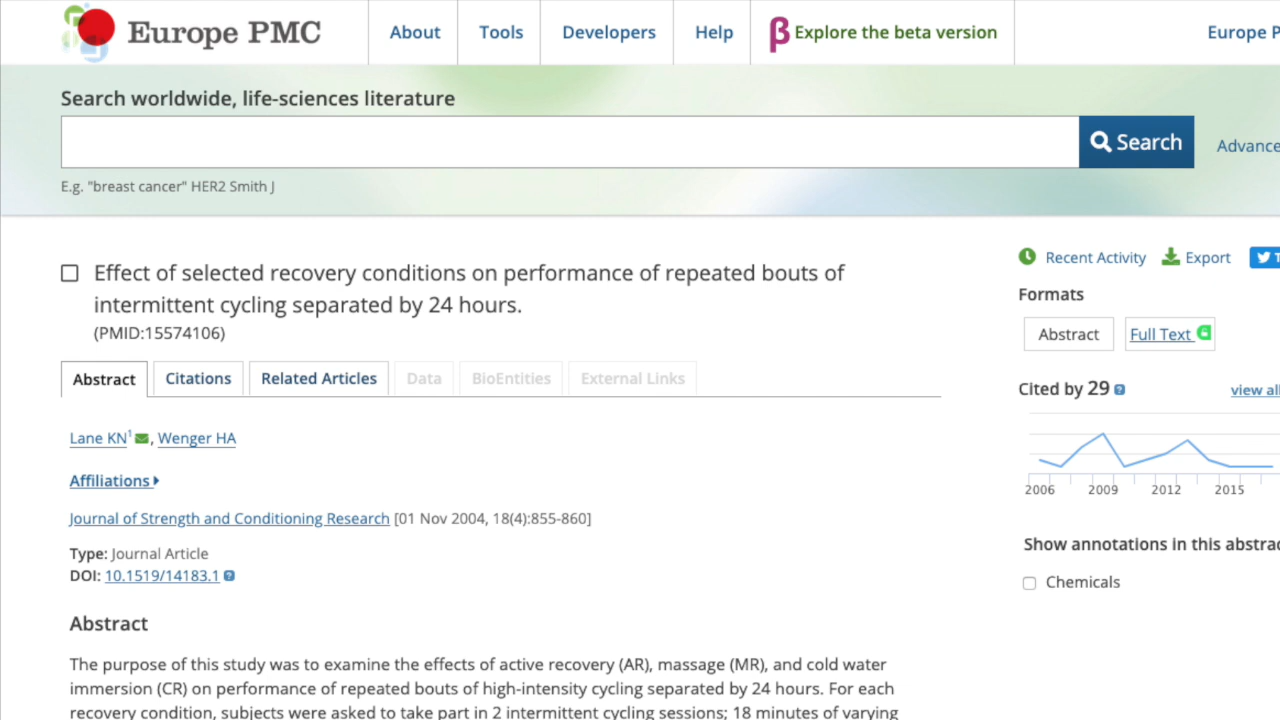 Europe PMC
About
Tools
Developers
Help
β Explore the beta version
Europe P
Search worldwide, life-sciences literature
Search
Advance
E.g. "breast cancer" HER2 Smith J
Effect of selected recovery conditions on performance of repeated bouts of
intermittent cycling separated by 24 hours.
(PMID:15574106)
Abstract
Citations
Related Articles
Data
BioEntities
External Links
Lane KN1, Wenger HA
Affiliations
Journal of Strength and Conditioning Research [01 Nov 2004, 18(4):855-860]
Type: Journal Article
DOI: 10.1519/14183.1 ?
Abstract
The purpose of this study was to examine the effects of active recovery (AR), massage (MR), and cold water
immersion (CR) on performance of repeated bouts of high-intensity cycling separated by 24 hours. For each
recovery condition, subjects were asked to take part in 2 intermittent cycling sessions; 18 minutes of varying
Recent Activity
Export
T
Formats
Abstract
Full Text
Cited by 29 ?
view all
2006
2009
2012
2015
Show annotations in this abstrac
Chemicals